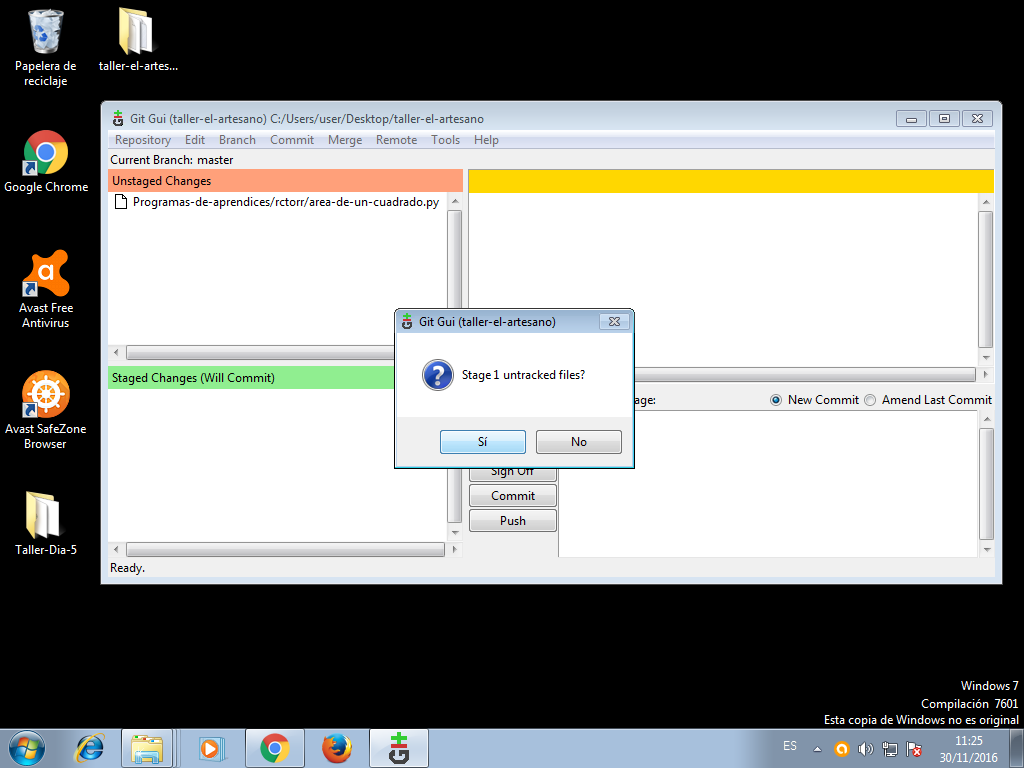 Papelera de
reciclaje
taller-el-artes...
Google Chrome
Avast Free
Antivirus
Avast SafeZone
Browser
Taller-Dia-5
Git Gui (taller-el-artesano) C:/Users/user/Desktop/taller-el-artesano
Repository Edit Branch Commit Merge Remote Tools Help
Current Branch: master
Unstaged Changes
Programas-de-aprendices/rctorr/area-de-un-cuadrado.py
Staged Changes (Will Commit)
Git Gui (taller-el-artesano)
Stage 1 untracked files?
Sí No
age: New Commit Amend Last Commit
Sign Off
Commit
Push
Ready.
Windows 7
Compilación 7601
Esta copia de Windows no es original
ES
11:25
30/11/2016